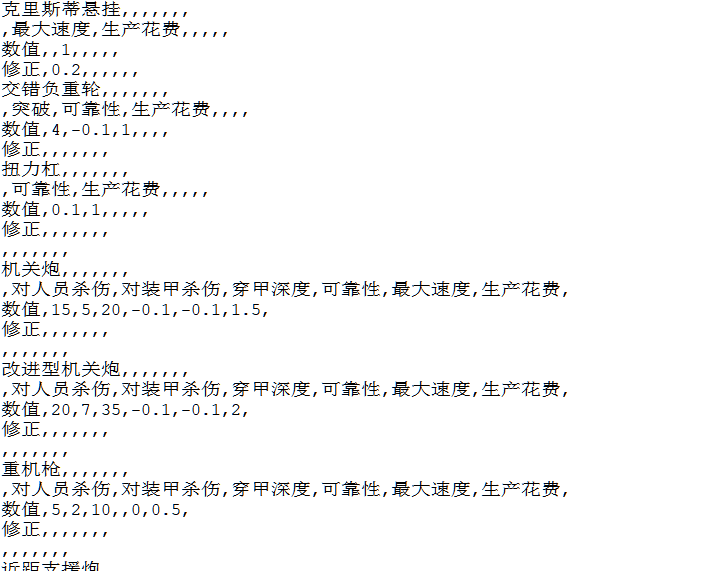 克里斯蒂悬挂,,,,,,,
,最大速度,生产花费,,,,,
数值,,1,,,,,
修正,0.2,,,,,,
交错负重轮,,,,,,,
,突破,可靠性,生产花费,,,,
数值,4,-0.1,1,,,,
修正,,,,,,,
扭力杠,,,,,,,
,可靠性,生产花费,,,,,
数值,0.1,1,,,,,
修正,,,,,,,
,,,,,,,
机关炮,,,,,,,
,对人员杀伤,对装甲杀伤,穿甲深度,可靠性,最大速度,生产花费,
数值,15,5,20,-0.1,-0.1,1.5,
修正,,,,,,,
,,,,,,,
改进型机关炮,,,,,,,
,对人员杀伤,对装甲杀伤,穿甲深度,可靠性,最大速度,生产花费,
数值,20,7,35,-0.1,-0.1,2,
修正,,,,,,,
,,,,,,,
重机枪,,,,,,,
,对人员杀伤,对装甲杀伤,穿甲深度,可靠性,最大速度,生产花费,
数值,5,2,10,,0,0.5,
修正,,,,,,,
,,,,,,,
近距支援炮